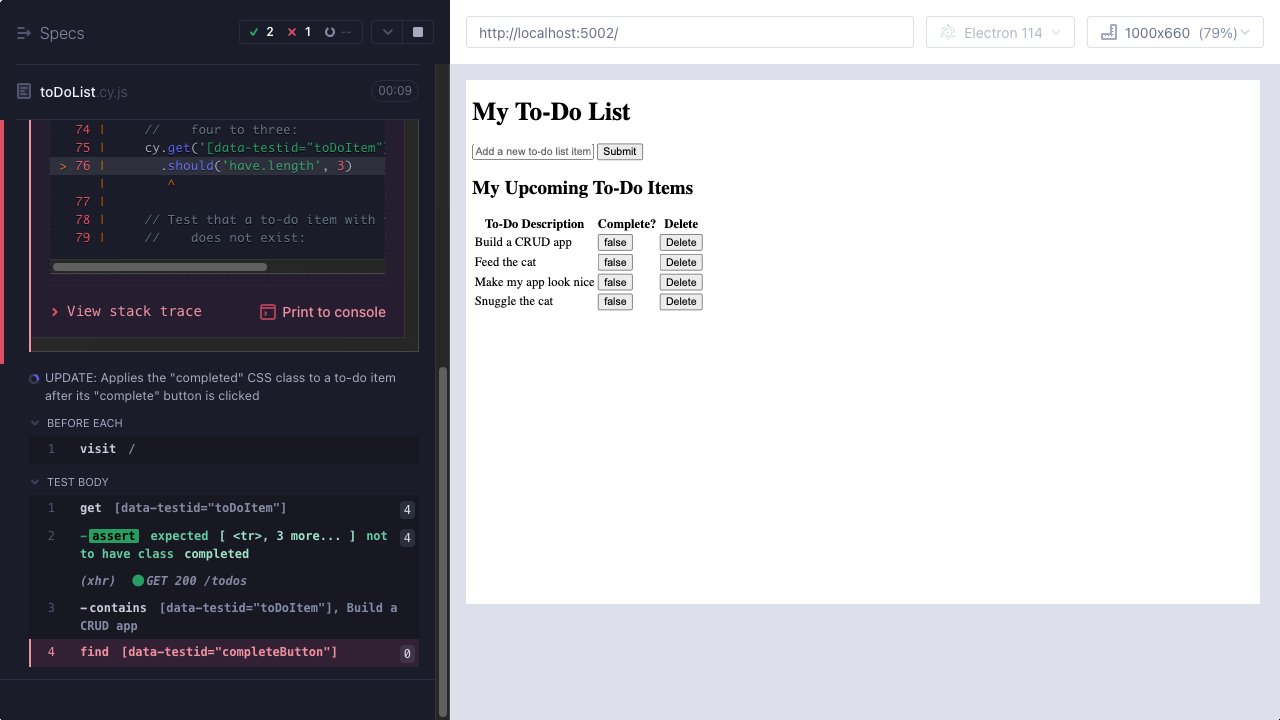 Specs
2
1
--
toDoList.cy.js
00:09
74 | // four to three:
75 | cy.get('[data-testid="toDoItem"]
> 76 | .should('have.length', 3)
| ^
77 |
78 | // Test that a to-do item with
79 | // does not exist:
View stack trace
Print to console
UPDATE: Applies the "completed" CSS class to a to-do item
after its "complete" button is clicked
BEFORE EACH
1 visit /
TEST BODY
1 get [data-testid="toDoItem"] 4
2 -assert expected [ <tr>, 3 more... ] not 4
to have class completed
(xhr) GET 200 /todos
3 -contains [data-testid="toDoItem"], Build a
CRUD app
4 find [data-testid="completeButton"] 0
http://localhost:5002/
Electron 114
1000x660 (79%)
My To-Do List
Add a new to-do list item
Submit
My Upcoming To-Do Items
To-Do Description Complete? Delete
Build a CRUD app false Delete
Feed the cat false Delete
Make my app look nice false Delete
Snuggle the cat false Delete